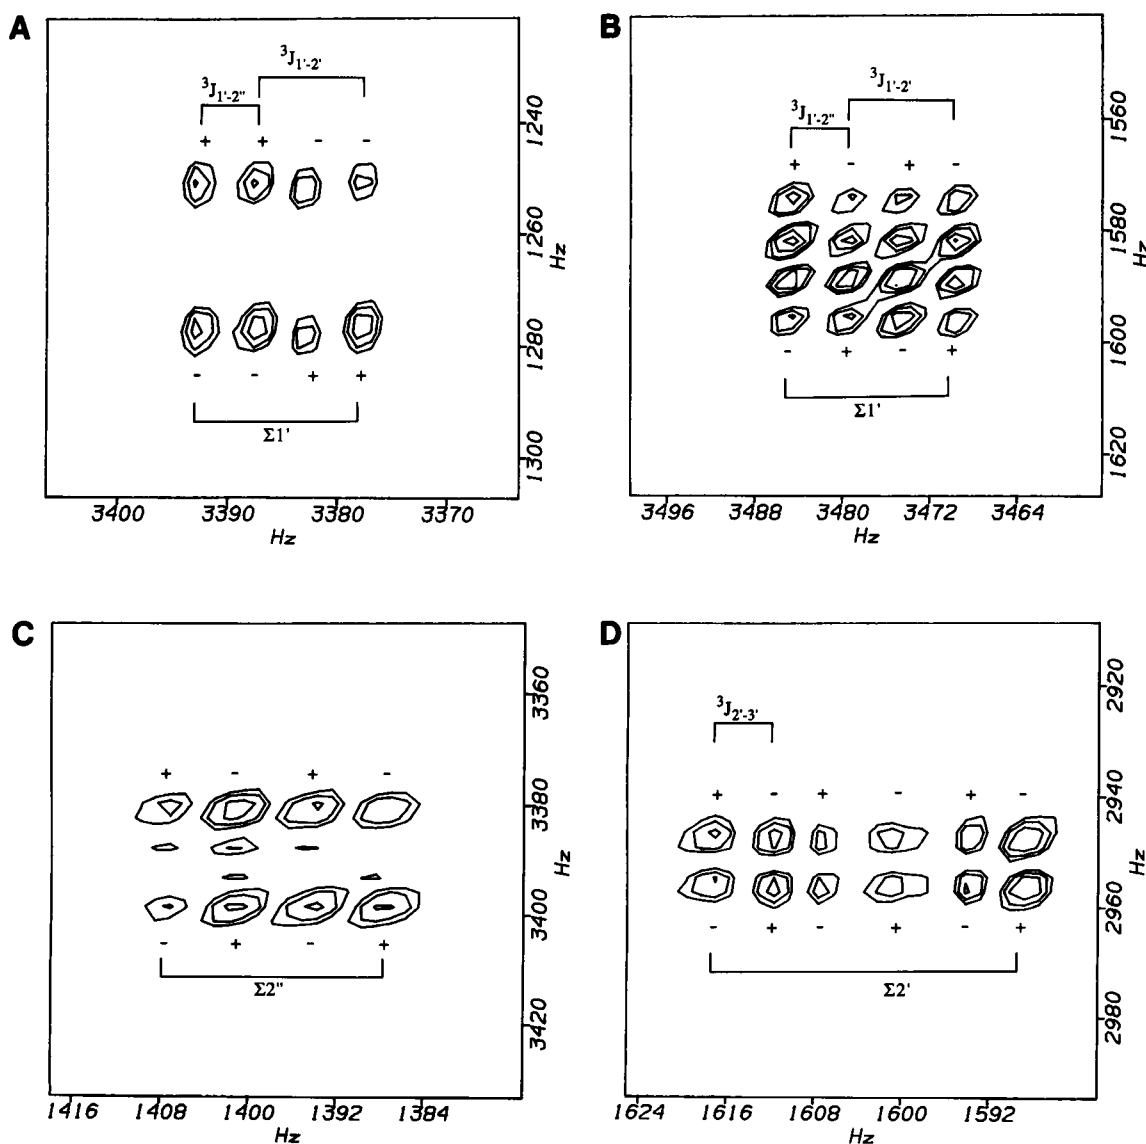 A
³J1'-2'
³J1'-2"
+ + - -
- - + +
Σ1'
1240
1260
1280
1300
Hz
3400 3390 3380 3370
Hz
B
³J1'-2'
³J1'-2"
+ - + -
- + - +
Σ1'
1560
1580
1600
1620
Hz
3496 3488 3480 3472 3464
Hz
C
+ - + -
- + - +
Σ2"
3360
3380
3400
3420
Hz
1416 1408 1400 1392 1384
Hz
D
³J2'-3'
+ - + - + -
- + - + - +
Σ2'
2920
2940
2960
2980
Hz
1624 1616 1608 1600 1592
Hz